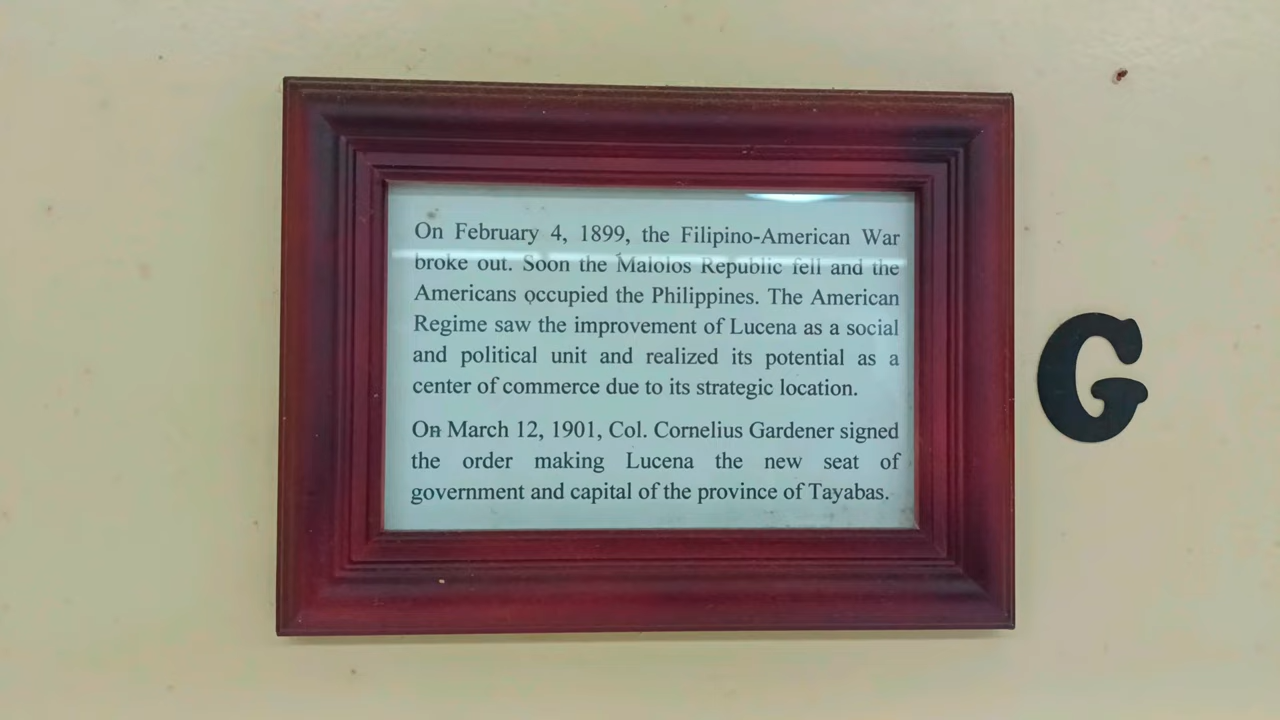 On February 4, 1899, the Filipino-American War
broke out. Soon the Malolos Republic fell and the
Americans occupied the Philippines. The American
Regime saw the improvement of Lucena as a social
and political unit and realized its potential as a
center of commerce due to its strategic location.
On March 12, 1901, Col. Cornelius Gardener signed
the order making Lucena the new seat of
government and capital of the province of Tayabas.
G